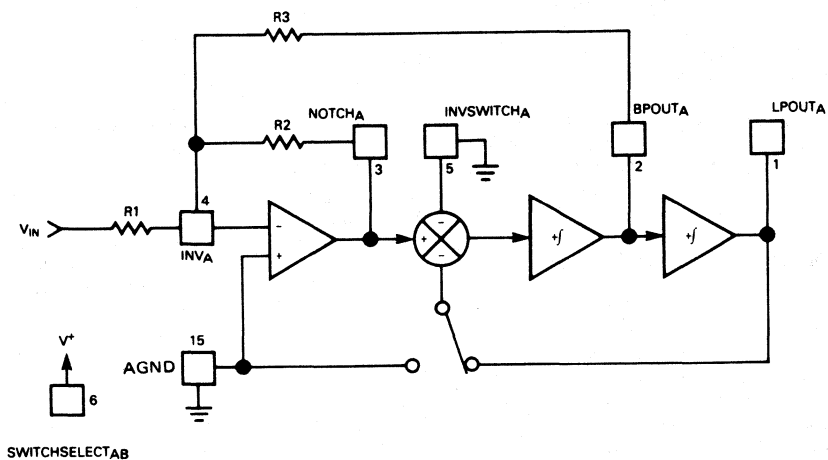 R3
NOTCHA
INVSWITCHA
BPOUTA
LPOUTA
R2
3
5
2
1
4
R1
VIN
-
-
+∫
+∫
+
+
-
INVA
V+
15
AGND
6
SWITCHSELECTAB